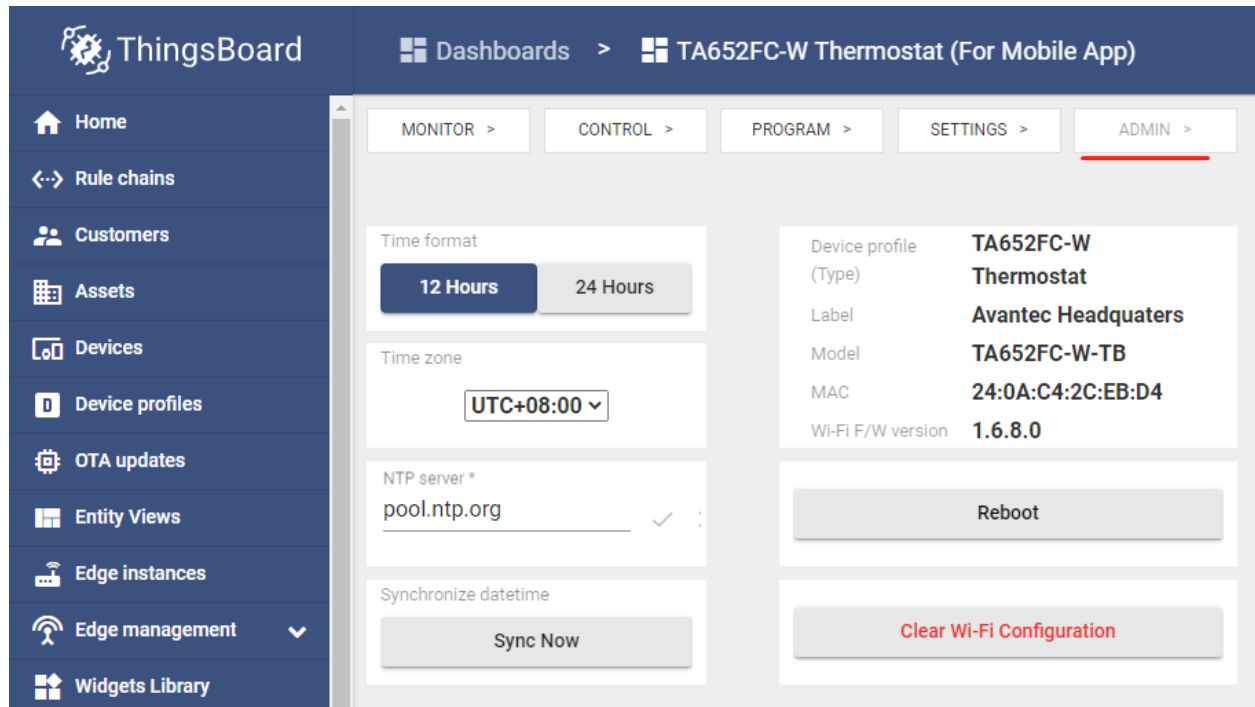 ThingsBoard
Dashboards > TA652FC-W Thermostat (For Mobile App)
Home
Rule chains
Customers
Assets
Devices
Device profiles
OTA updates
Entity Views
Edge instances
Edge management
Widgets Library
MONITOR >
CONTROL >
PROGRAM >
SETTINGS >
ADMIN >
Time format
12 Hours
24 Hours
Time zone
UTC+08:00
NTP server *
pool.ntp.org
Synchronize datetime
Sync Now
Device profile TA652FC-W
(Type) Thermostat
Label Avantec Headquaters
Model TA652FC-W-TB
MAC 24:0A:C4:2C:EB:D4
Wi-Fi F/W version 1.6.8.0
Reboot
Clear Wi-Fi Configuration